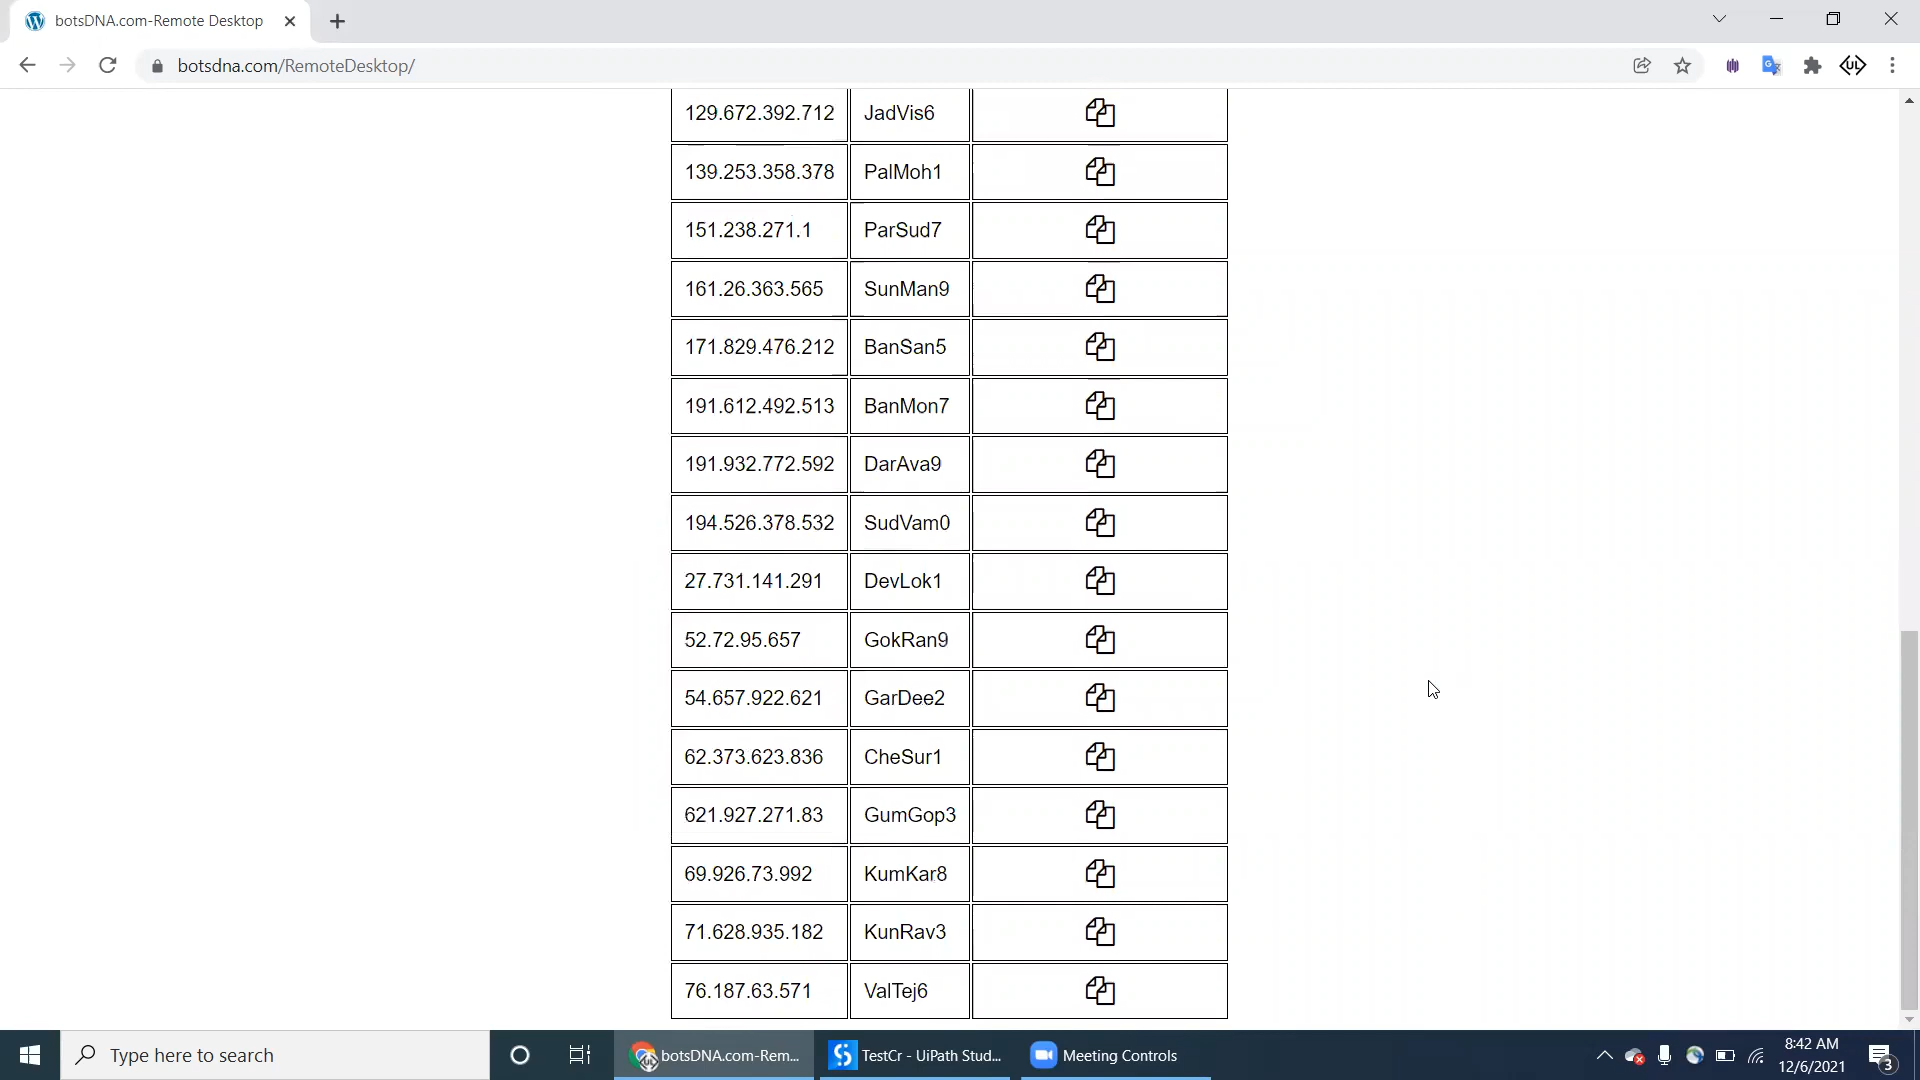 botsDNA.com-Remote Desktop
botsdna.com/RemoteDesktop/
129.672.392.712 JadVis6
139.253.358.378 PalMoh1
151.238.271.1 ParSud7
161.26.363.565 SunMan9
171.829.476.212 BanSan5
191.612.492.513 BanMon7
191.932.772.592 DarAva9
194.526.378.532 SudVam0
27.731.141.291 DevLok1
52.72.95.657 GokRan9
54.657.922.621 GarDee2
62.373.623.836 CheSur1
621.927.271.83 GumGop3
69.926.73.992 KumKar8
71.628.935.182 KunRav3
76.187.63.571 ValTej6
Type here to search
botsDNA.com-Rem...
TestCr - UiPath Stud...
Meeting Controls
8:42 AM
12/6/2021
3